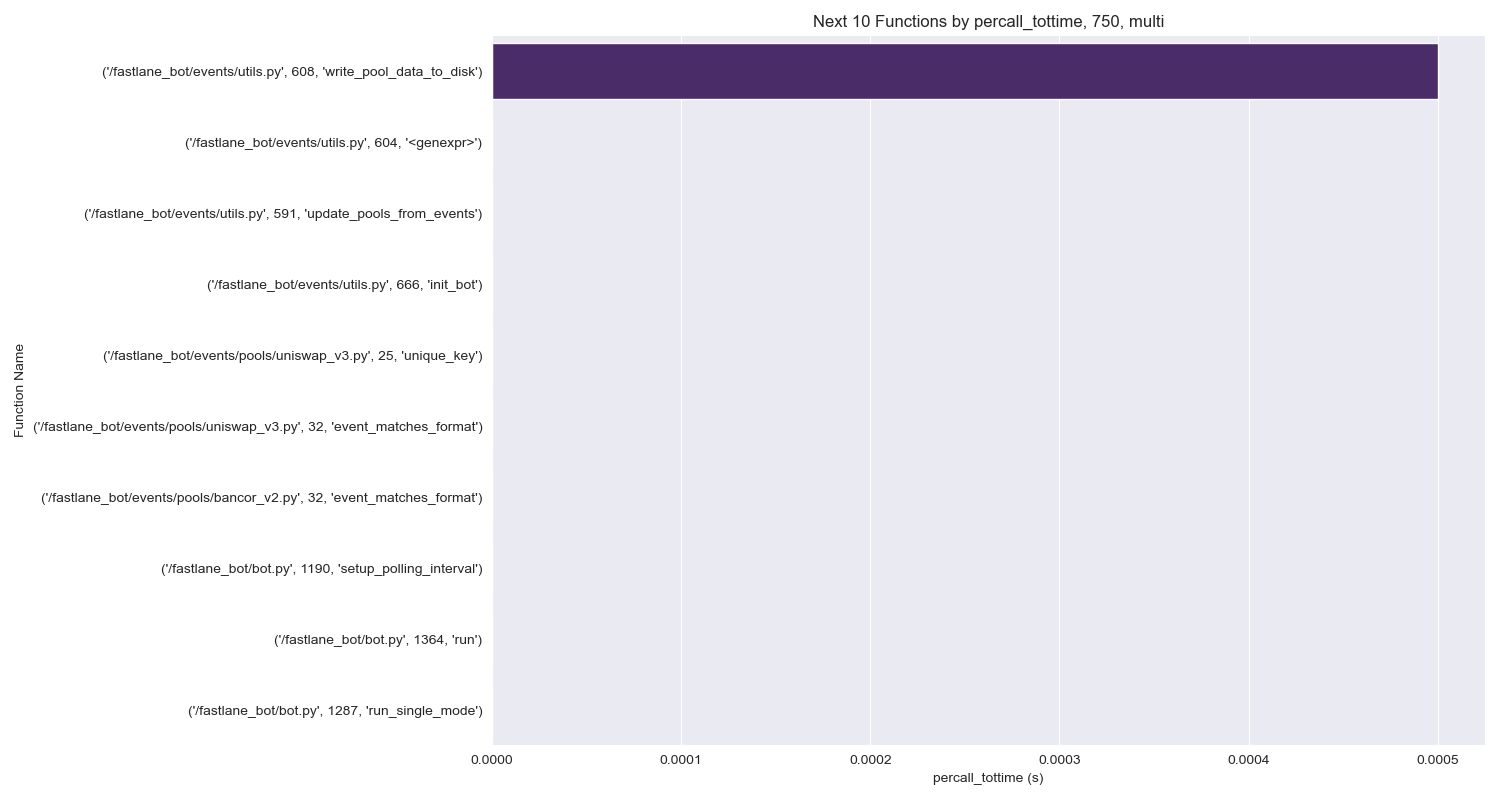 Next 10 Functions by percall_tottime, 750, multi
('/fastlane_bot/events/utils.py', 608, 'write_pool_data_to_disk')
('/fastlane_bot/events/utils.py', 604, '<genexpr>')
('/fastlane_bot/events/utils.py', 591, 'update_pools_from_events')
('/fastlane_bot/events/utils.py', 666, 'init_bot')
('/fastlane_bot/events/pools/uniswap_v3.py', 25, 'unique_key')
('/fastlane_bot/events/pools/uniswap_v3.py', 32, 'event_matches_format')
('/fastlane_bot/events/pools/bancor_v2.py', 32, 'event_matches_format')
('/fastlane_bot/bot.py', 1190, 'setup_polling_interval')
('/fastlane_bot/bot.py', 1364, 'run')
('/fastlane_bot/bot.py', 1287, 'run_single_mode')
Function Name
0.0000 0.0001 0.0002 0.0003 0.0004 0.0005
percall_tottime (s)